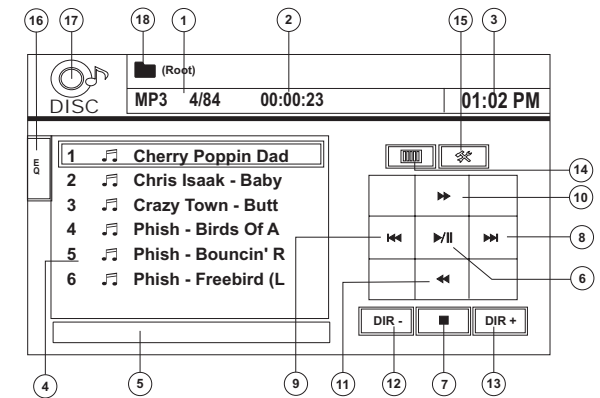 16 17 18 1 2 15 3
(Root)
DISC
MP3 4/84 00:00:23 01:02 PM
EQ
1 Cherry Poppin Dad
2 Chris Isaak - Baby
3 Crazy Town - Butt
4 Phish - Birds Of A
5 Phish - Bouncin' R
6 Phish - Freebird (L
14
10
8
6
DIR - DIR +
4 5 9 11 12 7 13